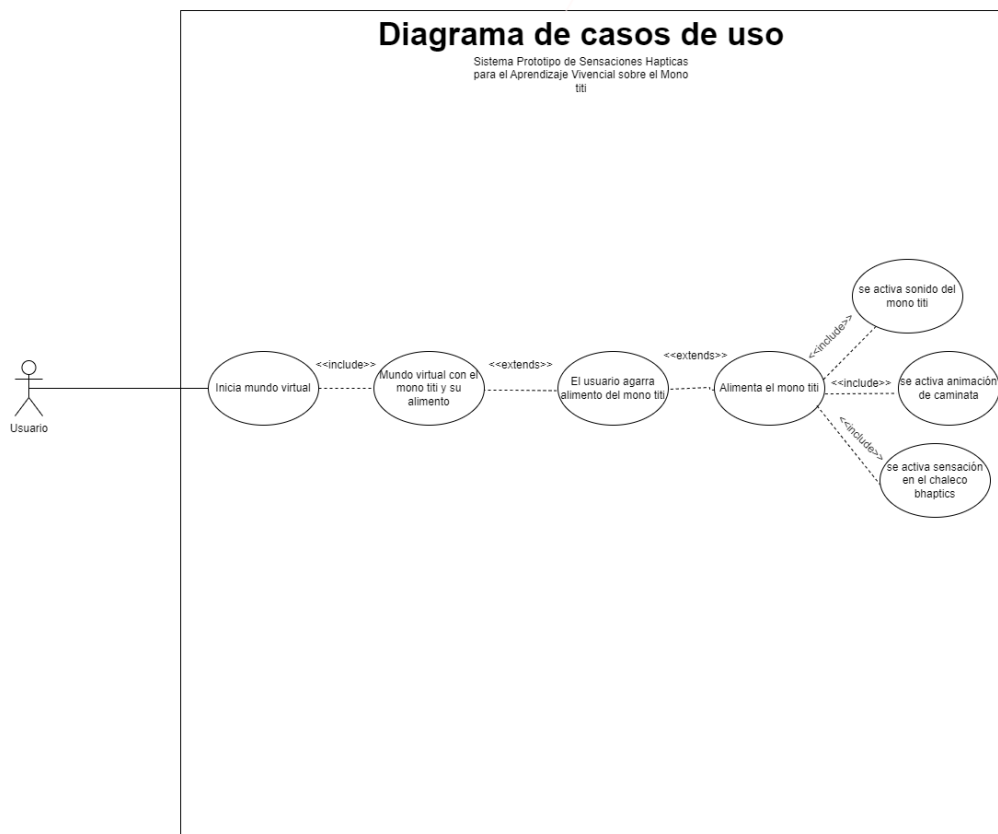 Diagrama de casos de uso
Sistema Prototipo de Sensaciones Hapticas
para el Aprendizaje Vivencial sobre el Mono
titi
Usuario
Inicia mundo virtual
<<include>>
Mundo virtual con el
mono titi y su
alimento
<<extends>>
El usuario agarra
alimento del mono titi
<<extends>>
Alimenta el mono titi
<<include>>
se activa sonido del
mono titi
<<include>>
se activa animación
de caminata
<<include>>
se activa sensación
en el chaleco
bhaptics